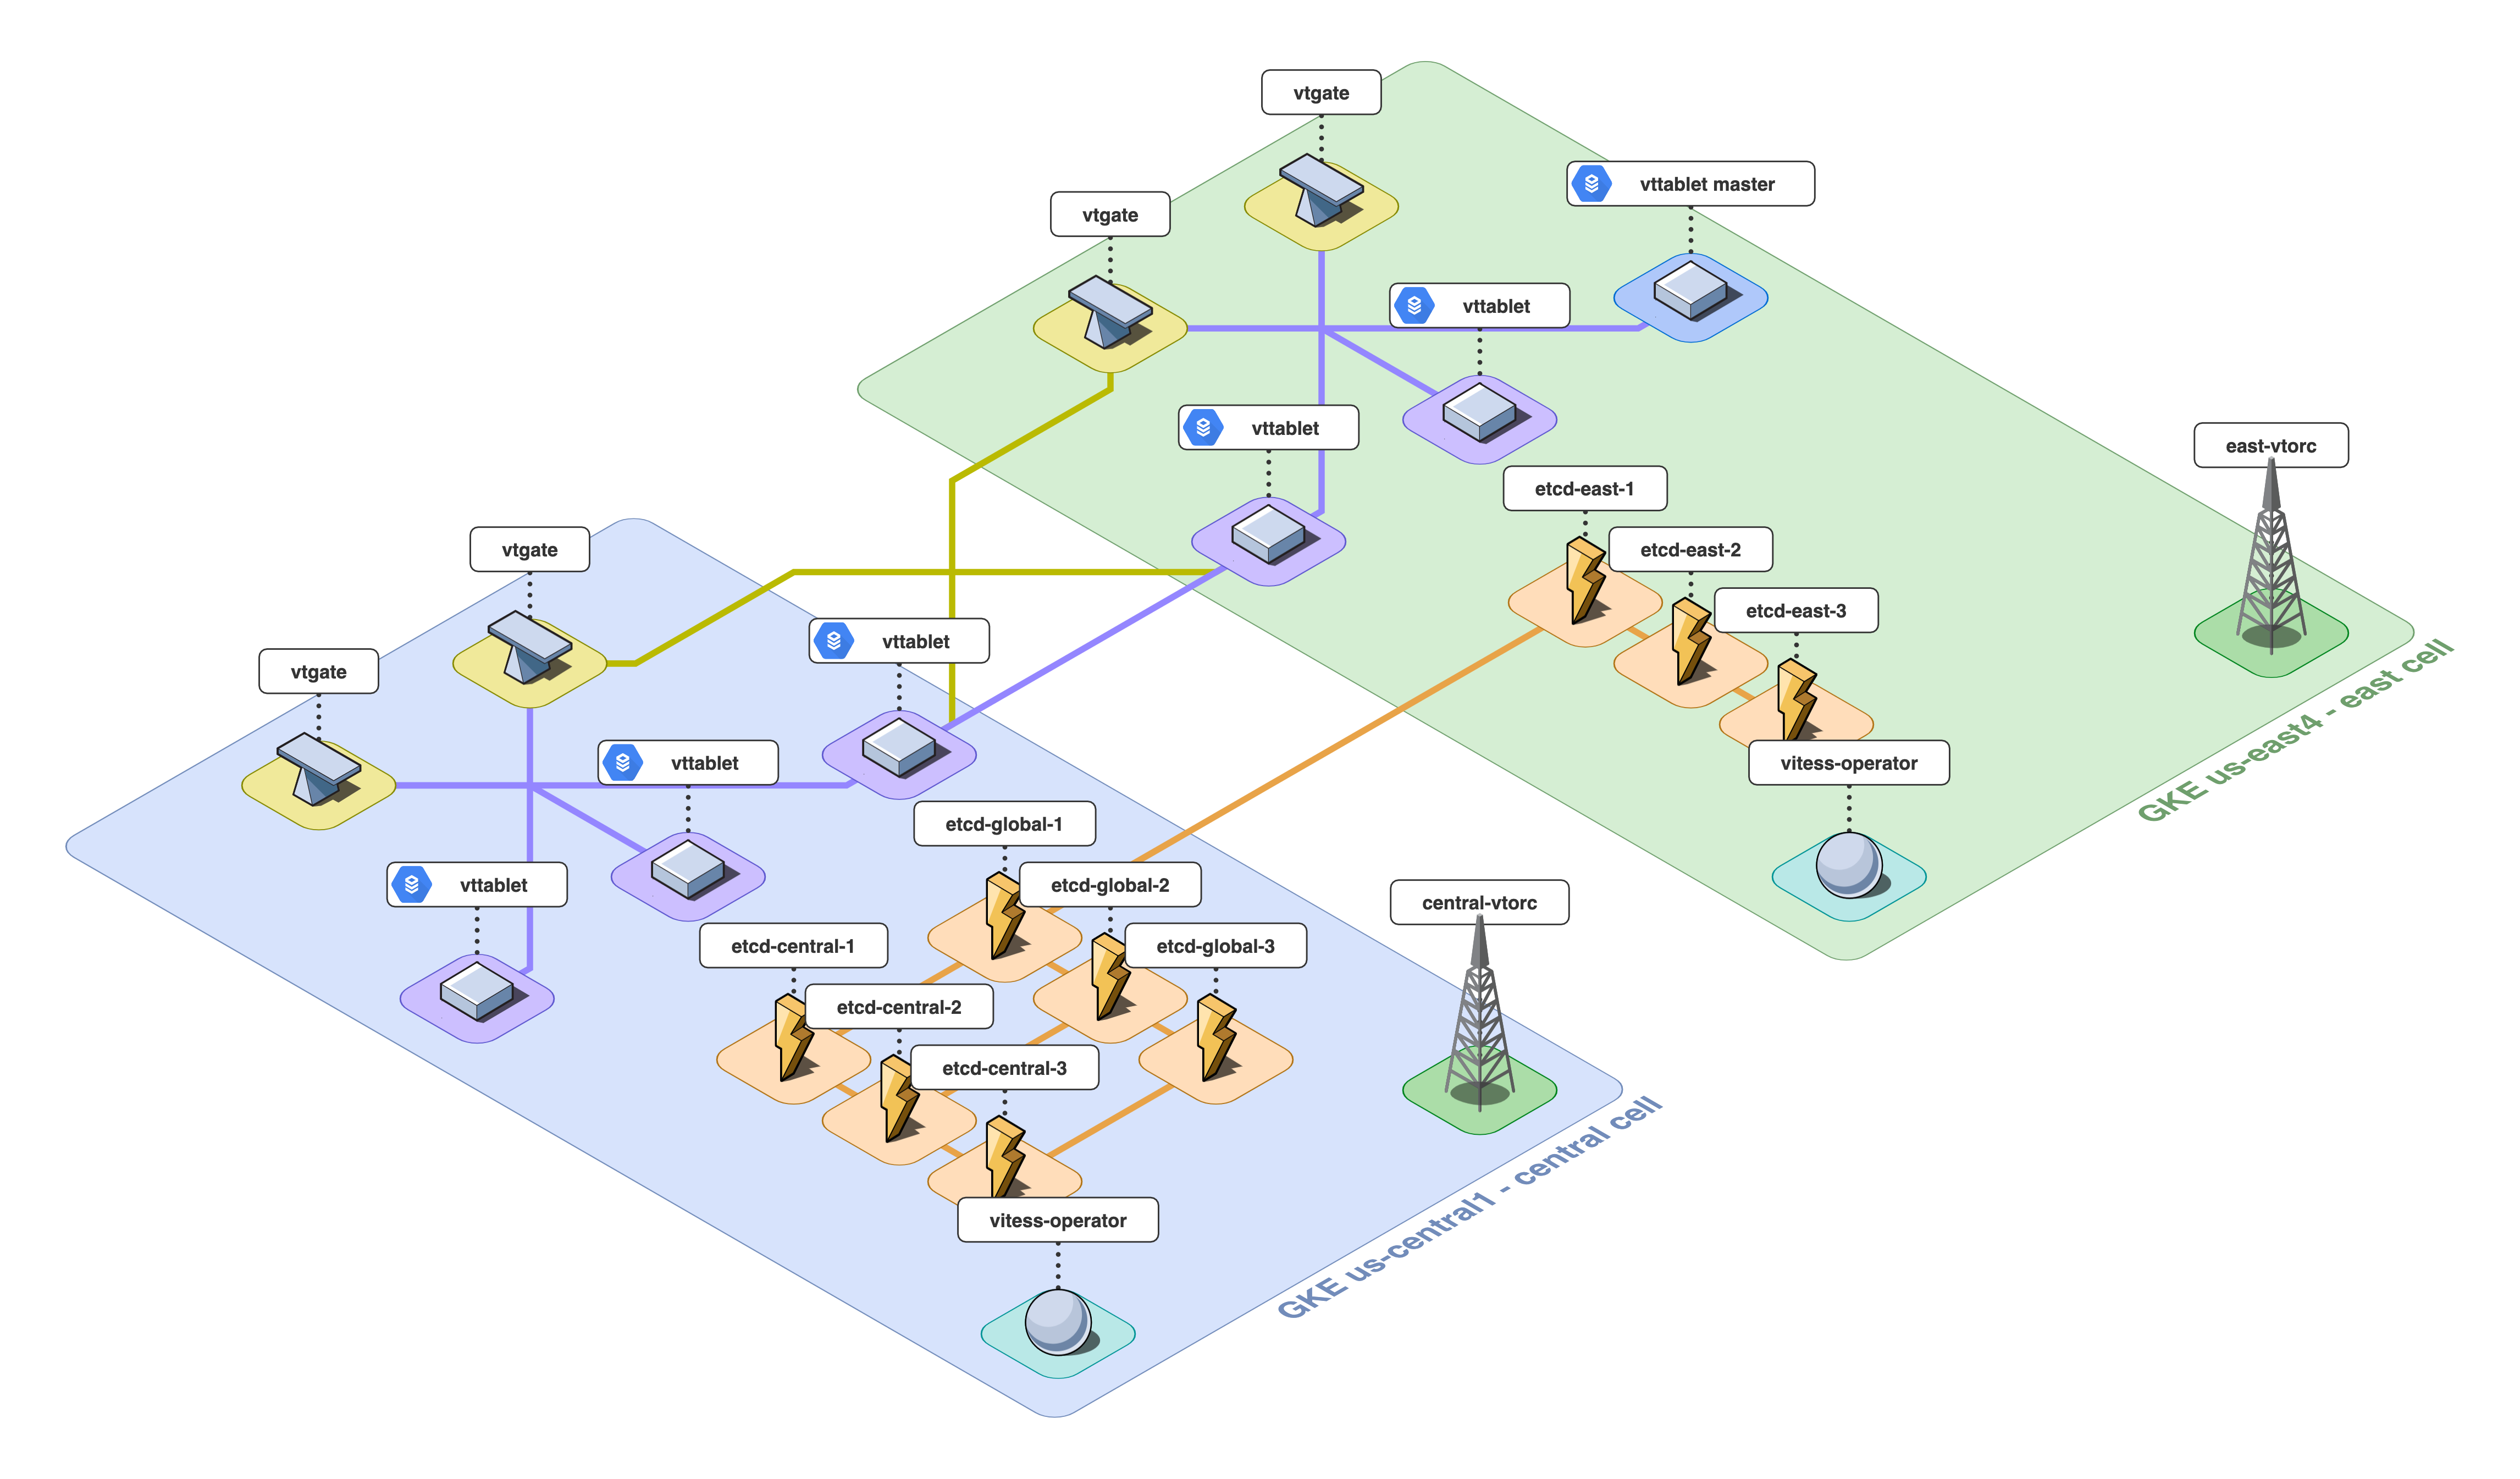 vtgate
vttablet master
vtgate
vttablet
vttablet
east-vtorc
etcd-east-1
etcd-east-2
etcd-east-3
vitess-operator
GKE us-east4 - east cell
vtgate
vtgate
vttablet
vttablet
vttablet
etcd-global-1
etcd-global-2
etcd-global-3
etcd-central-1
etcd-central-2
etcd-central-3
central-vtorc
vitess-operator
GKE us-central1 - central cell